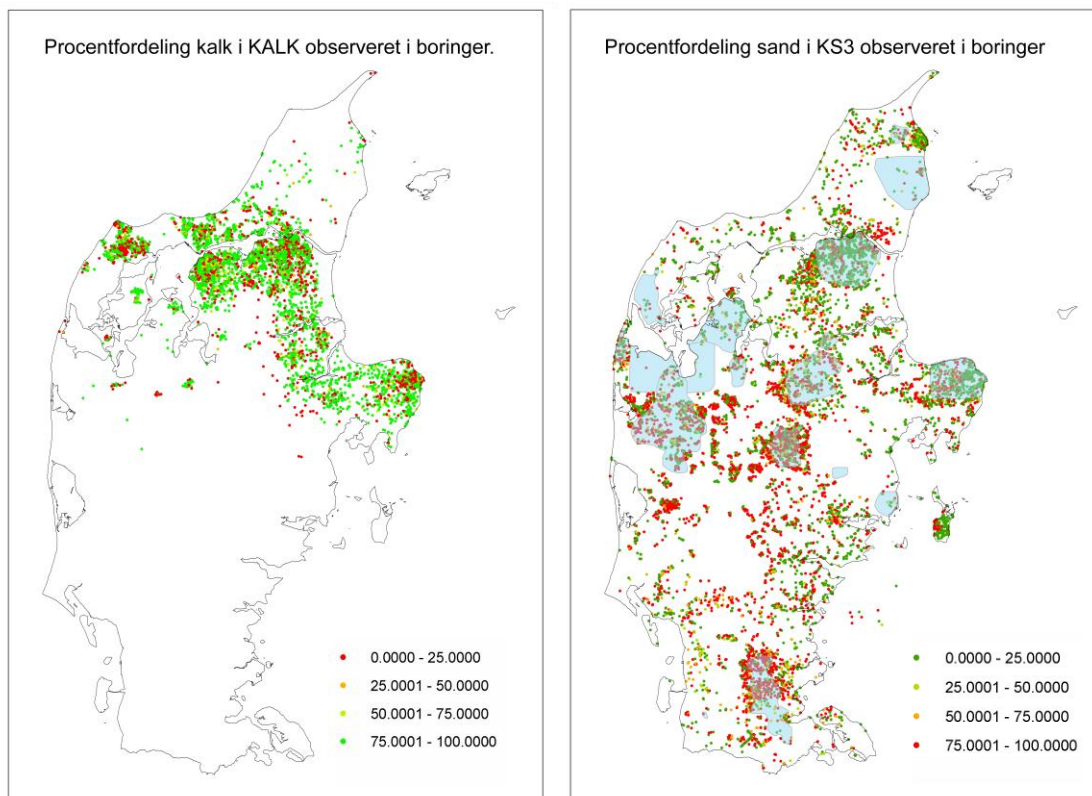 Procentfordeling kalk i KALK observeret i boringer.
0.0000 - 25.0000
25.0001 - 50.0000
50.0001 - 75.0000
75.0001 - 100.0000
Procentfordeling sand i KS3 observeret i boringer
0.0000 - 25.0000
25.0001 - 50.0000
50.0001 - 75.0000
75.0001 - 100.0000